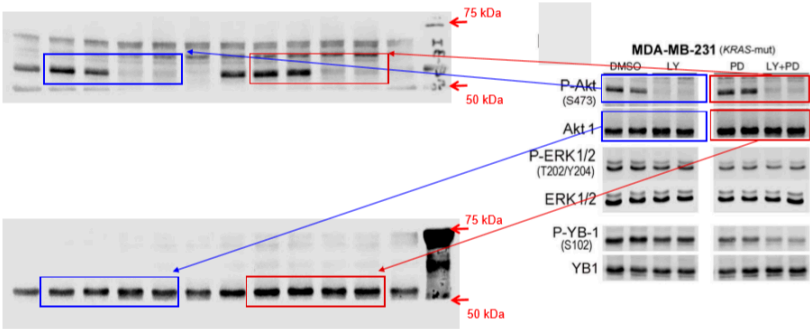 75 kDa
50 kDa
MDA-MB-231 (KRAS-mut)
DMSO LY PD LY+PD
P-Akt
(S473)
Akt 1
P-ERK1/2
(T202/Y204)
ERK1/2
P-YB-1
(S102)
YB1
75 kDa
50 kDa